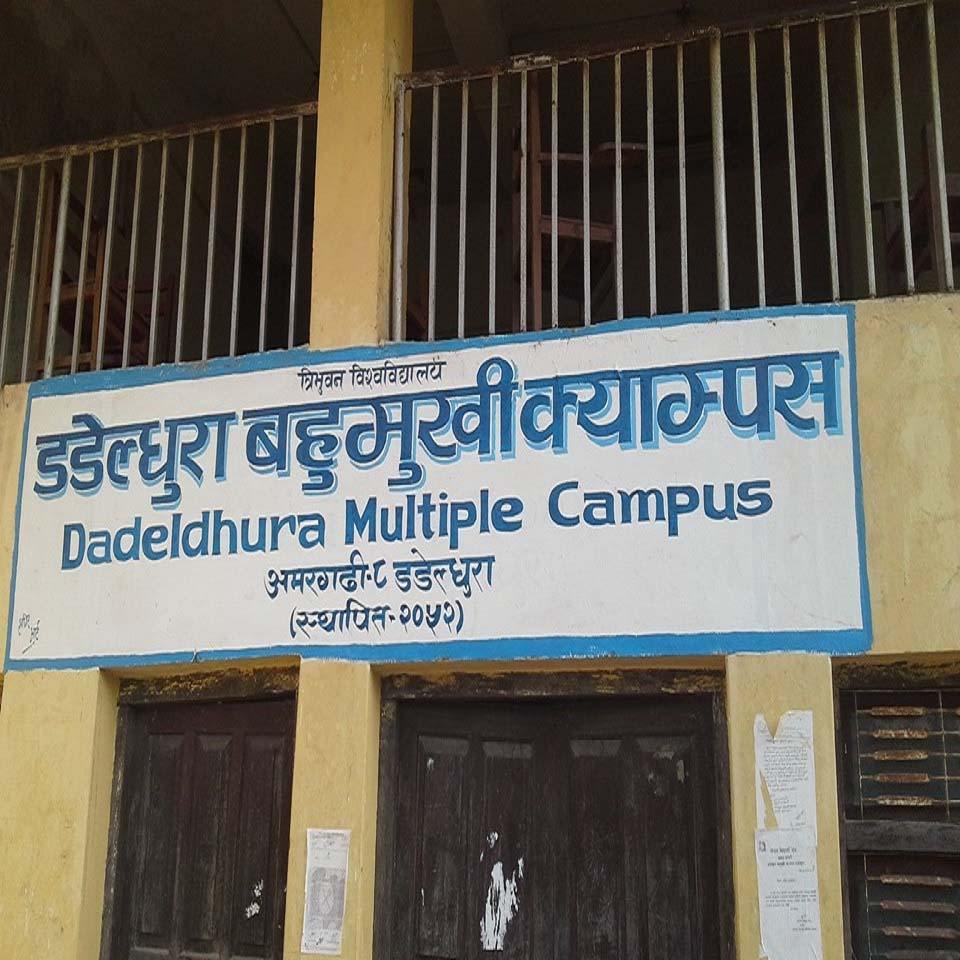 त्रिभुवन विश्वविद्यालय
डडेल्धुरा बहुमुखी क्याम्पस
Dadeldhura Multiple Campus
अमरगढी-८ डडेल्धुरा
(स्थापित-२०५२)